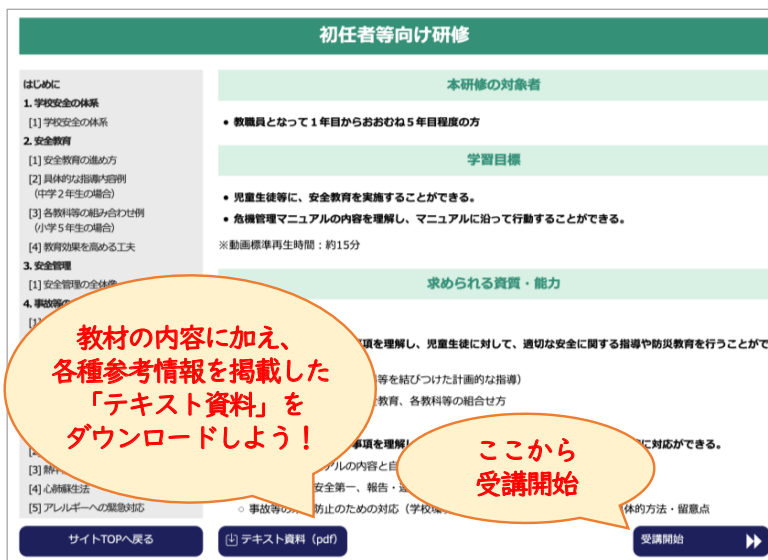 初任者等向け研修
はじめに
1. 学校安全の体系
[1] 学校安全の体系
2. 安全教育
[1] 安全教育の進め方
[2] 具体的な指導内容例
（中学２年生の場合）
[3] 各教科等の組み合わせ例
（小学５年生の場合）
[4] 教育効果を高める工夫
3. 安全管理
[1] 安全管理の全体像
4. 事故等の
[3] 熱中
[4] 心肺蘇生法
[5] アレルギーへの緊急対応
本研修の対象者
• 教職員となって１年目からおおむね５年目程度の方
学習目標
• 児童生徒等に、安全教育を実施することができる。
• 危機管理マニュアルの内容を理解し、マニュアルに沿って行動することができる。
※動画標準再生時間：約15分
求められる資質・能力
事項を理解し、児童生徒に対して、適切な安全に関する指導や防災教育を行うことがで
等を結びつけた計画的な指導）
教育、各教科等の組合せ方
事項を理解し
に対応ができる。
アルの内容と自
安全第一、報告・
○ 事故等の未 防止のための対応（学校環
体的方法・留意点
教材の内容に加え、
各種参考情報を掲載した
「テキスト資料」を
ダウンロードしよう！
ここから
受講開始
サイトTOPへ戻る
テキスト資料（pdf）
受講開始